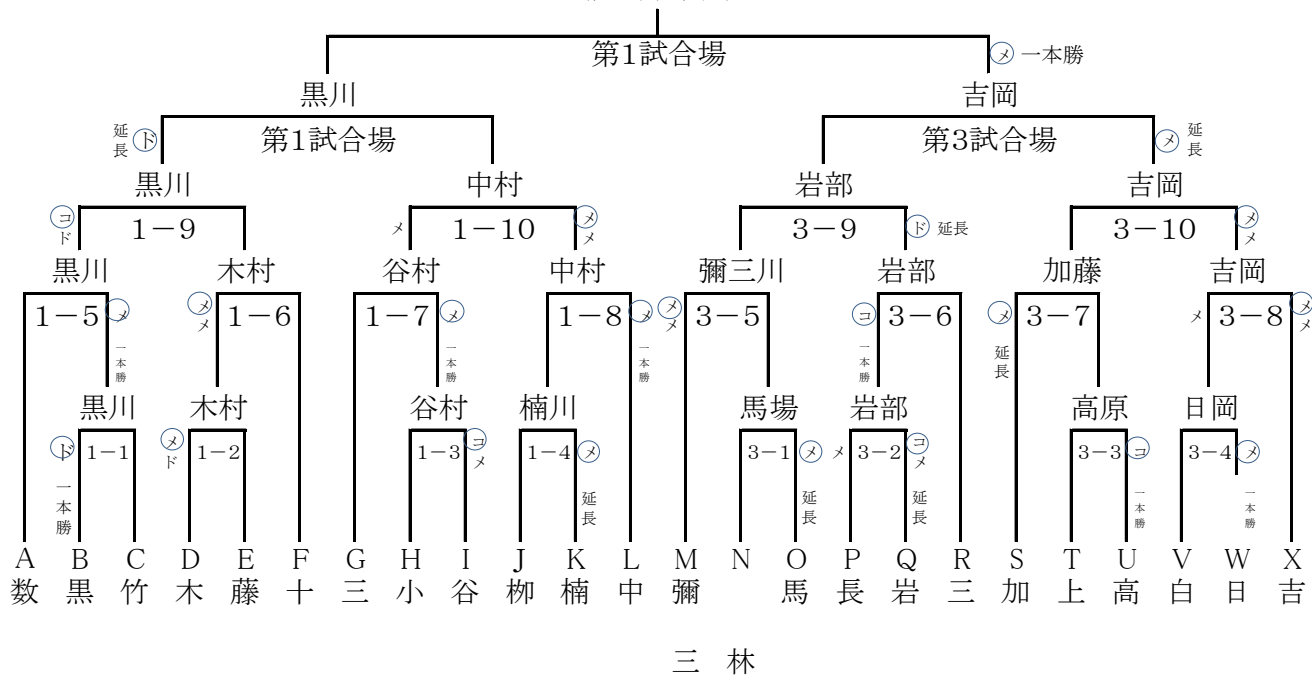 第1試合場 メ 一本勝
黒川 吉岡
延長 ド 第1試合場 第3試合場 メ 延長
黒川 中村 岩部 吉岡
コド 1-9 メ 1-10 メメ 3-9 ド 延長 3-10 メメ
黒川 木村 谷村 中村 彌三川 岩部 加藤 吉岡
1-5 メ 一本勝 メメ 1-6 1-7 メ 一本勝 1-8 メ 一本勝 メメ 3-5 コ 一本勝 3-6 メ 延長 3-7 メ 3-8 メメ
黒川 木村 谷村 楠川 馬場 岩部 高原 日岡
ド 一本勝 1-1 メド 1-2 1-3 コメ 1-4 メ 延長 3-1 メ 延長 メ 3-2 コメ 延長 3-3 コ 一本勝 3-4 メ 一本勝
A B C D E F G H I J K L M N O P Q R S T U V W X
数 黒 竹 木 藤 十 三 小 谷 柳 楠 中 彌 馬 長 岩 三 加 上 高 白 日 吉
三 林